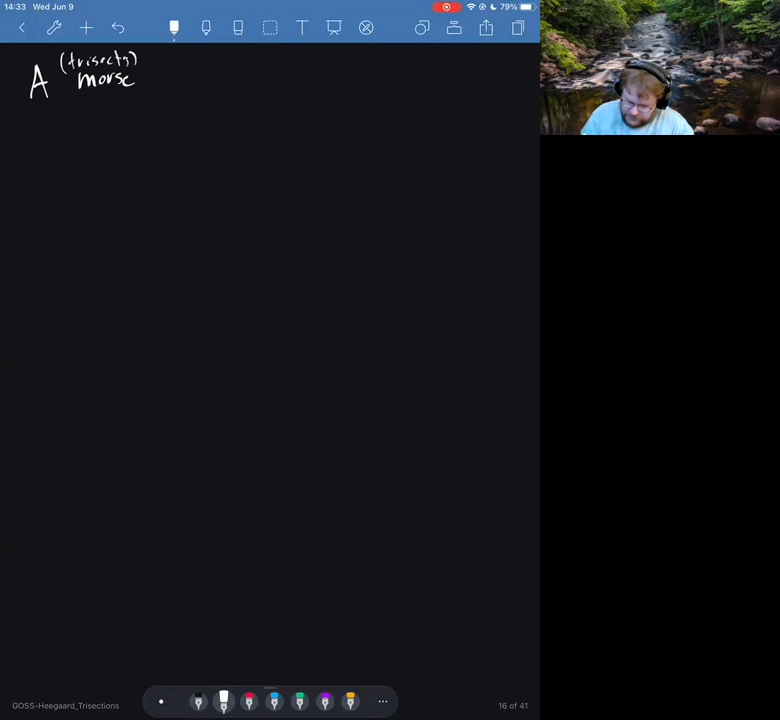 14:33 Wed Jun 9
79%
(trisecting)
A morse
GOSS-Heegaard_Trisections
16 of 41